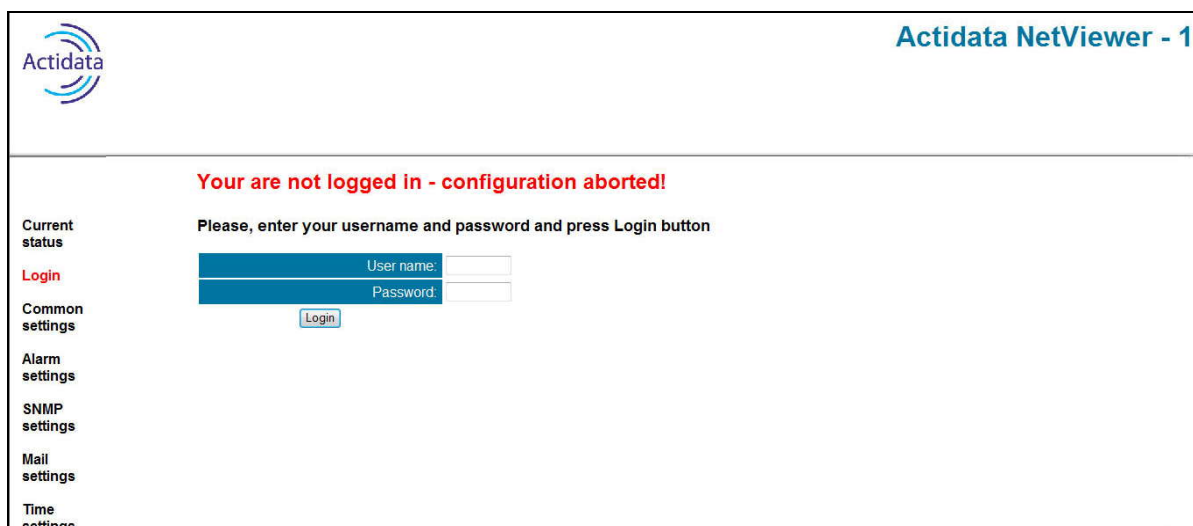 Actidata
Actidata NetViewer - 1
Your are not logged in - configuration aborted!
Please, enter your username and password and press Login button
User name:
Password:
Login
Current
status
Login
Common
settings
Alarm
settings
SNMP
settings
Mail
settings
Time
settings